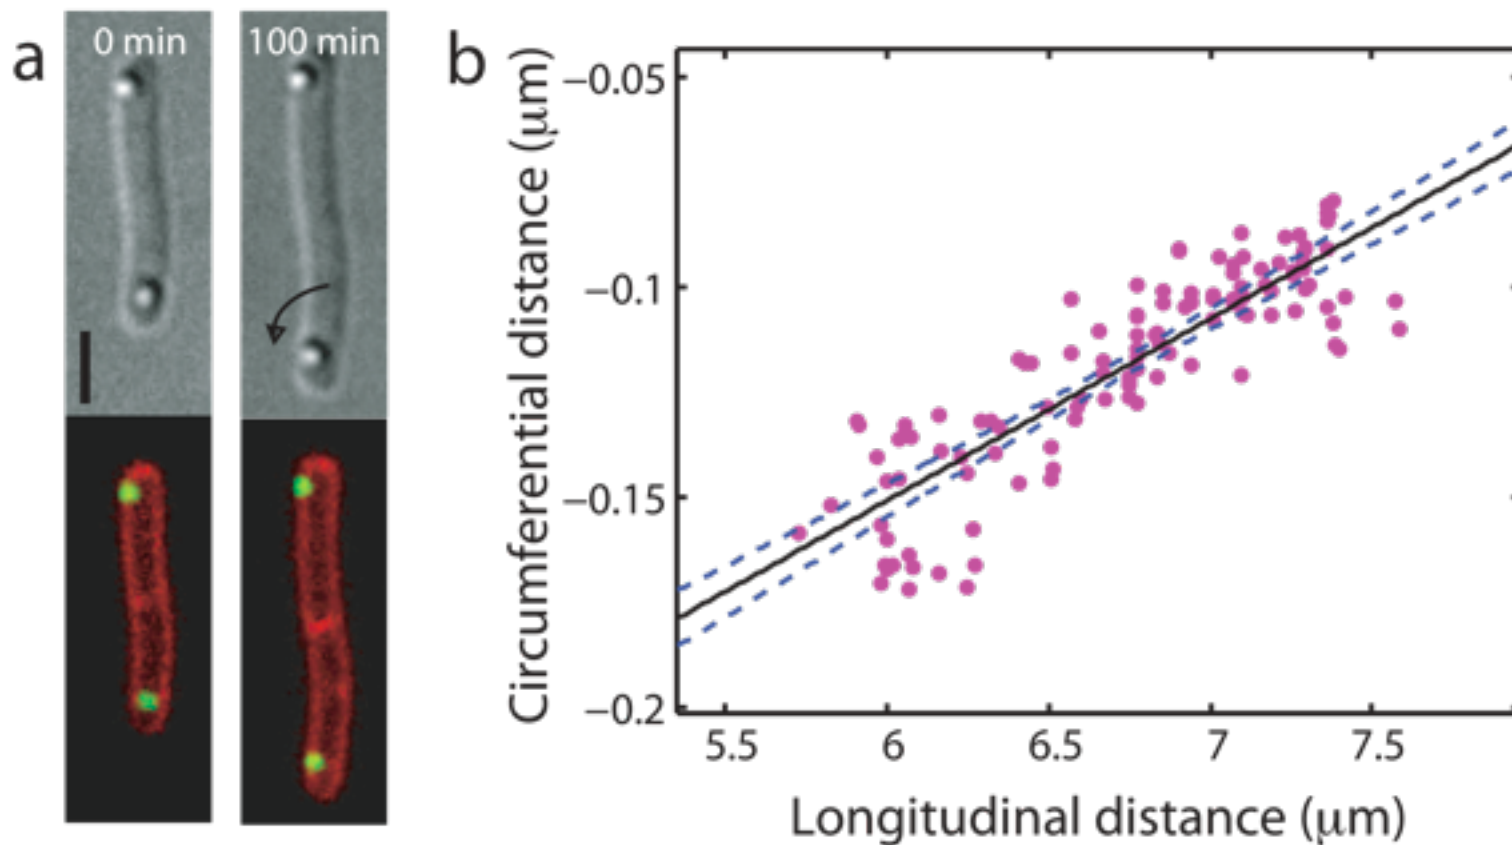 a
0 min
100 min
b
Circumferential distance (μm)
−0.05
−0.1
−0.15
−0.2
5.5
6
6.5
7
7.5
Longitudinal distance (μm)